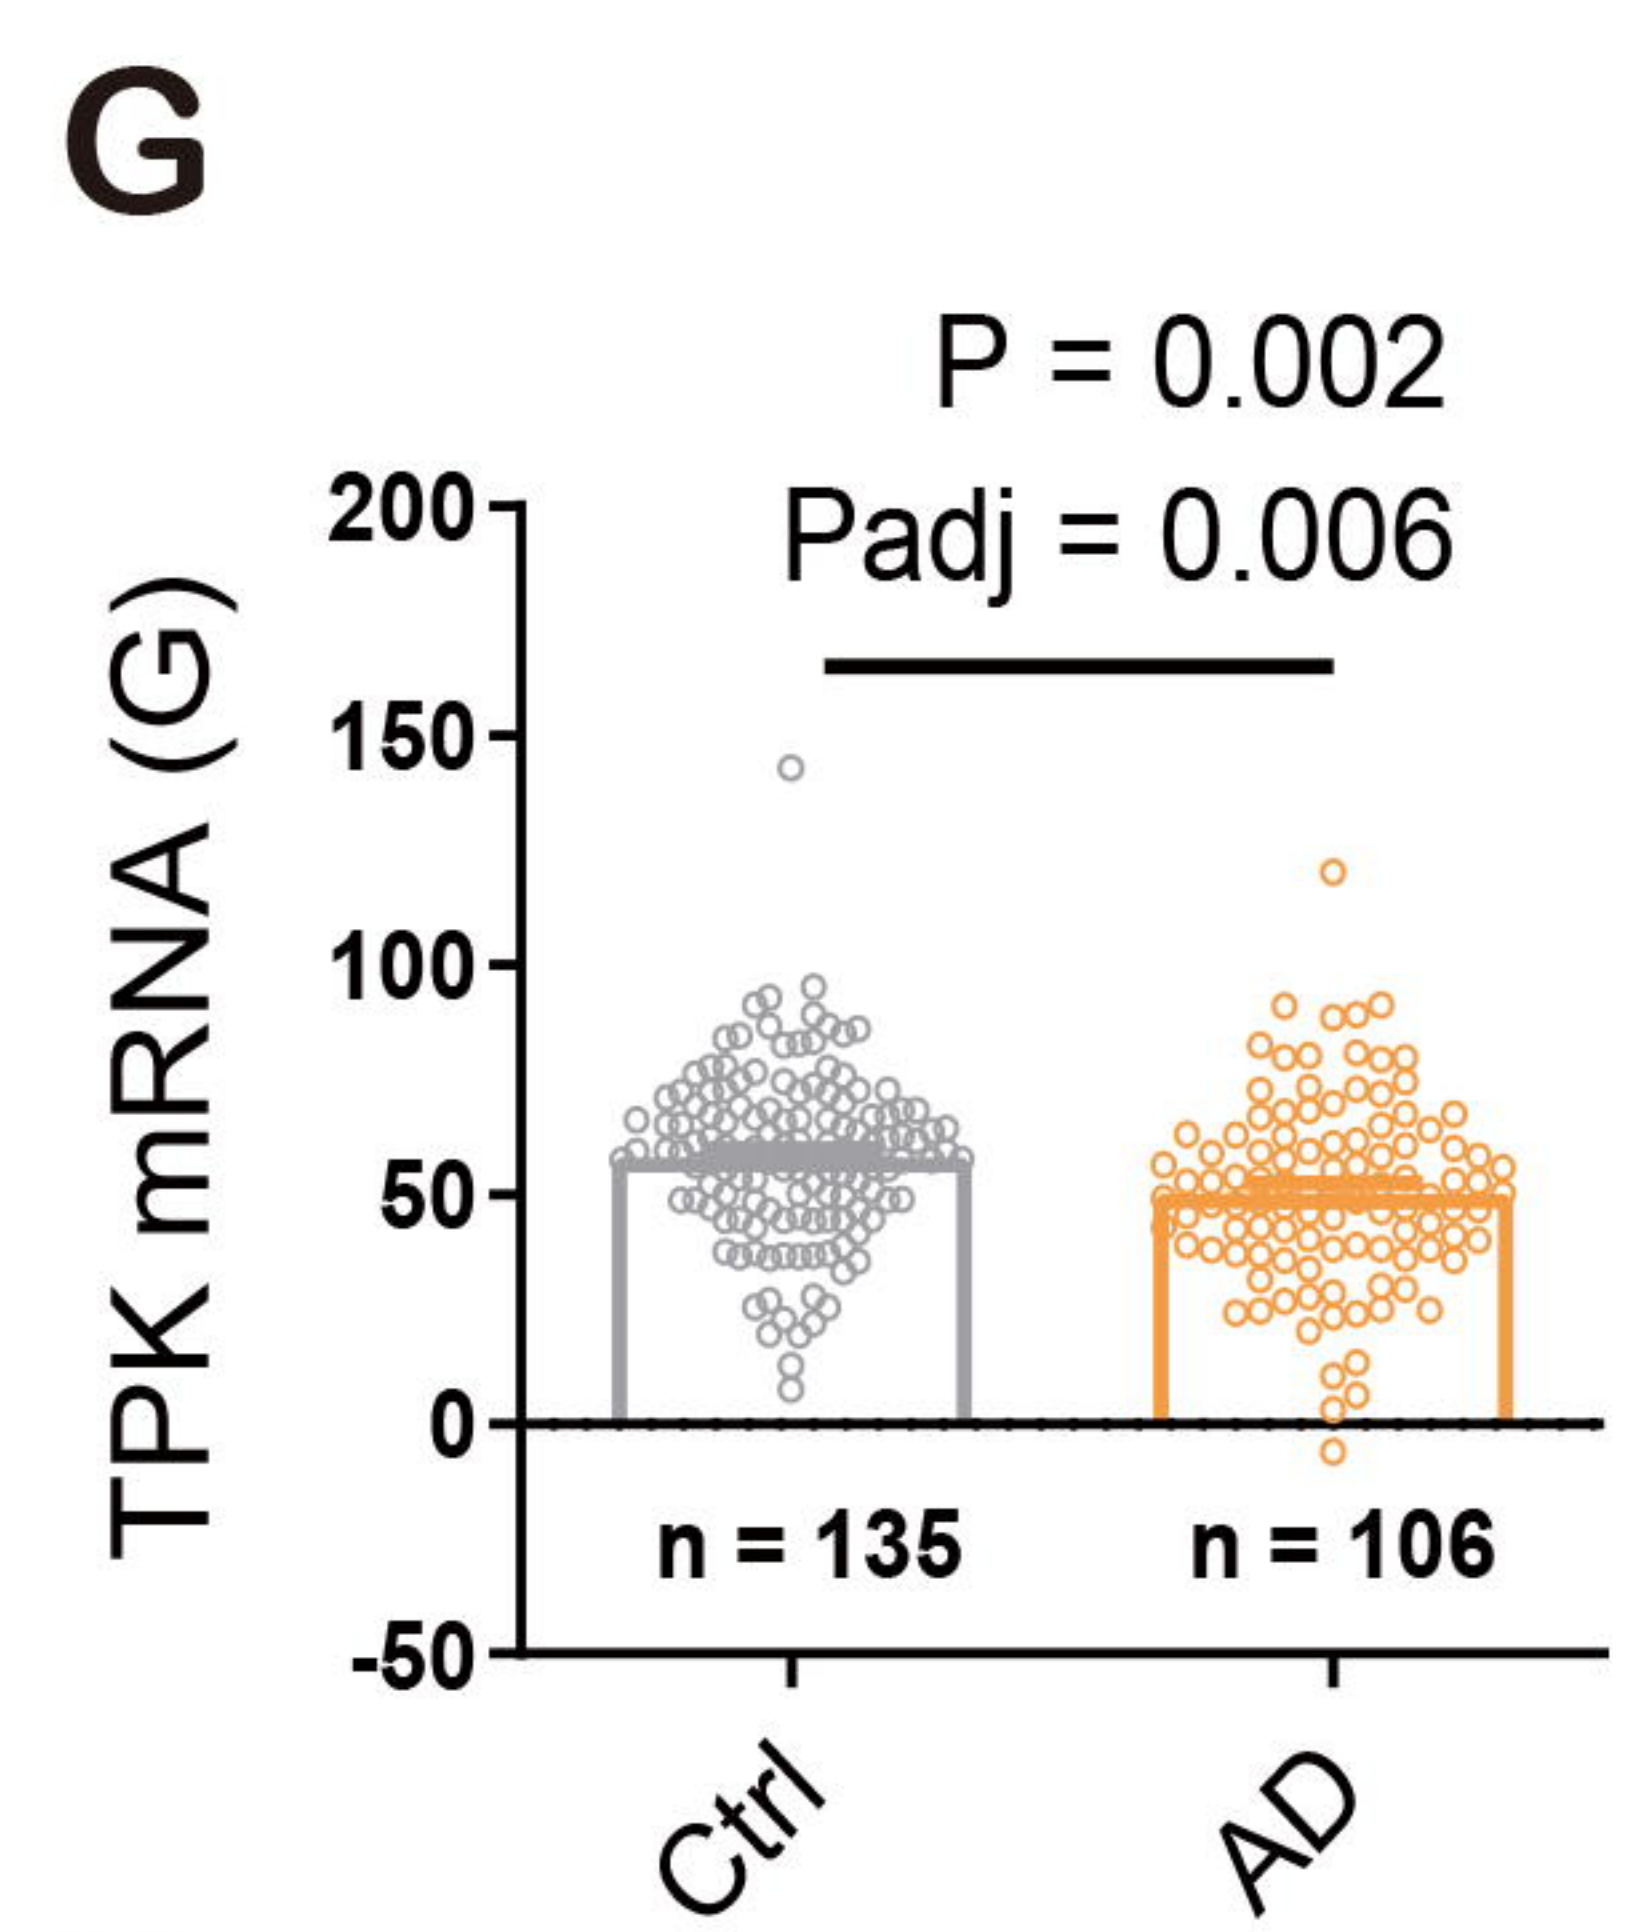 G
P = 0.002
Padj = 0.006
TPK mRNA (G)
200
150
100
50
0
-50
n = 135
n = 106
Ctrl
AD